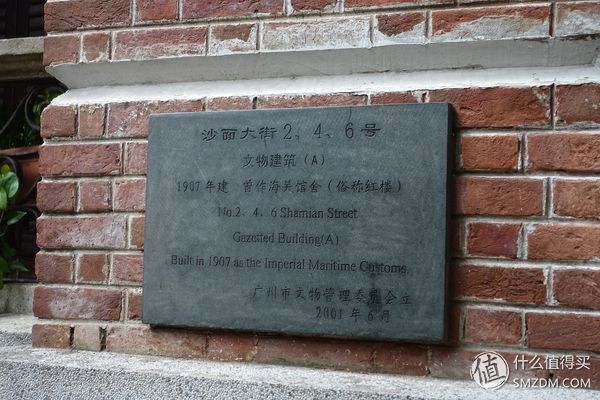 沙面大街2、4、6号
文物建筑（A）
1907年建 曾作海关馆舍（俗称红楼）
No.2、4、6 Shamian Street
Gazetted Building(A)
Built in 1907 as the Imperial Maritime Customs.
广州市文物管理委员会立
2001年6月
值 什么值得买
SMZDM.COM